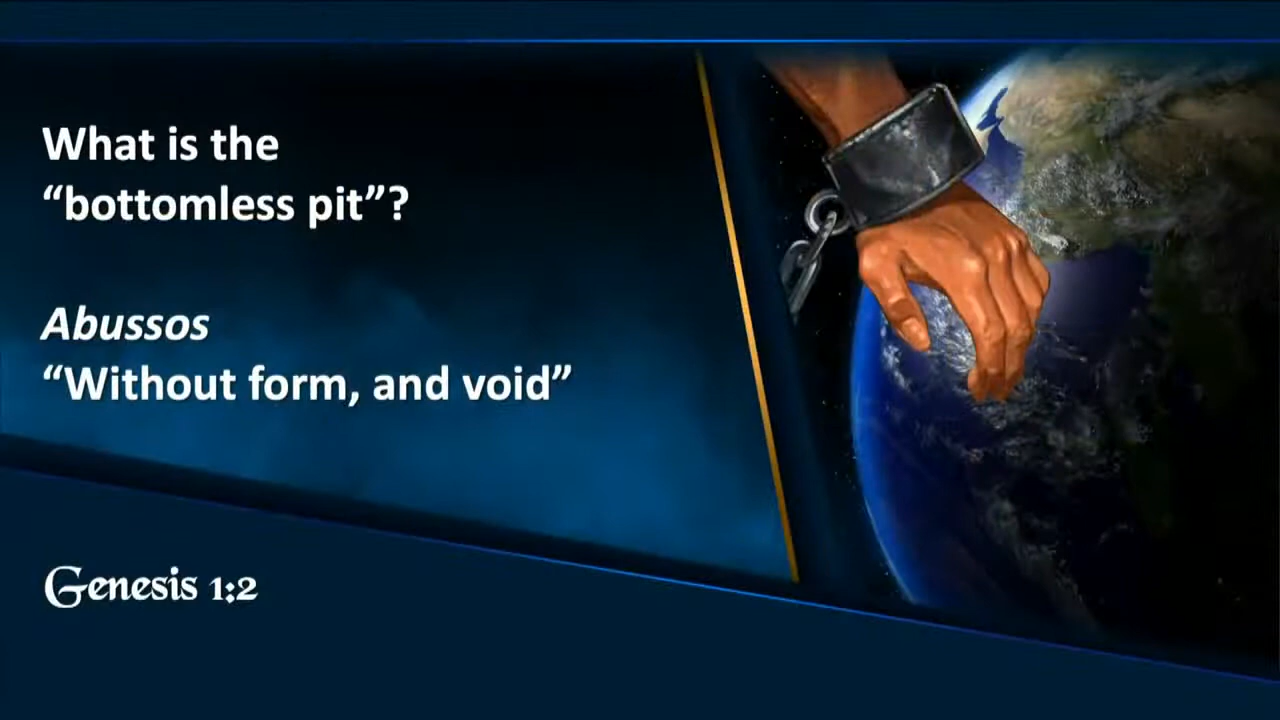 What is the
“bottomless pit”?
Abussos
“Without form, and void”
Genesis 1:2